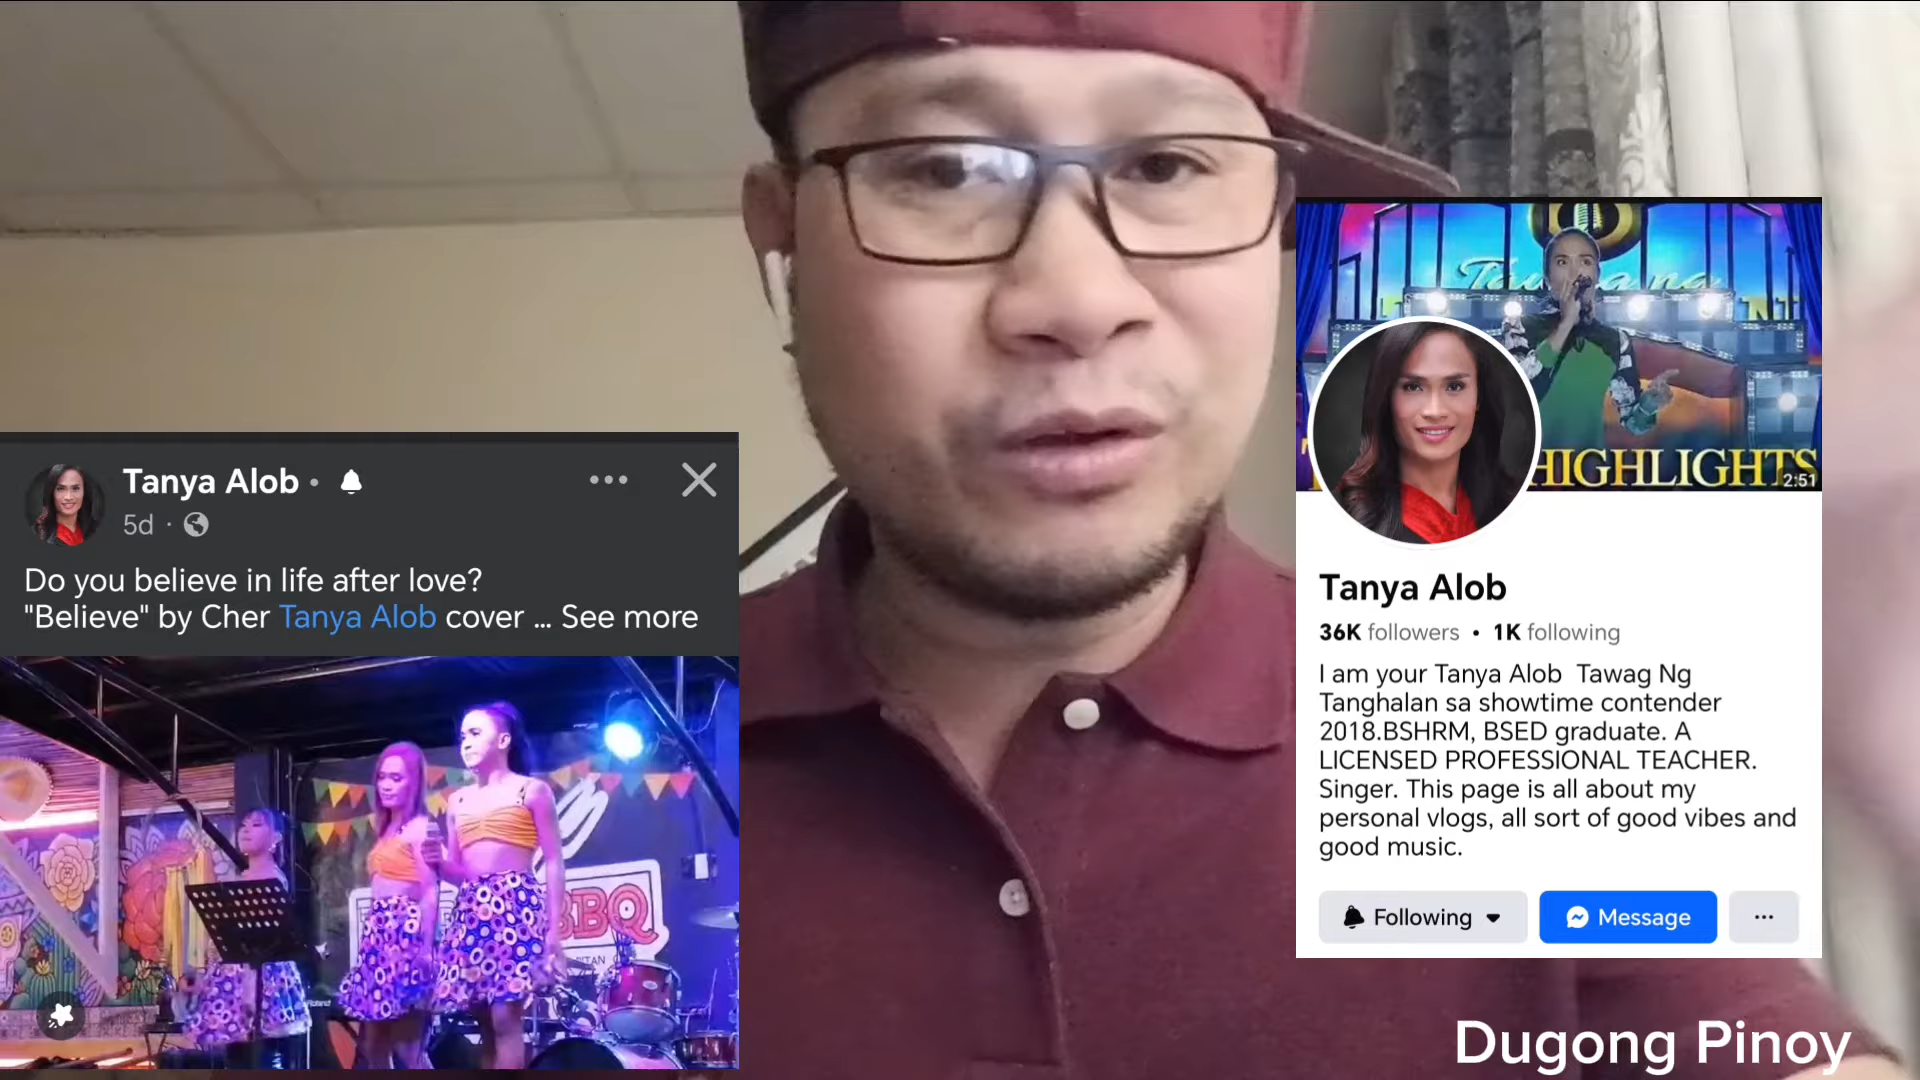 Tanya Alob •
5d ·
Do you believe in life after love?
"Believe" by Cher Tanya Alob cover ... See more
BBQ
HIGHLIGHTS
2:51
Tanya Alob
36K followers • 1K following
I am your Tanya Alob Tawag Ng
Tanghalan sa showtime contender
2018.BSHRM, BSED graduate. A
LICENSED PROFESSIONAL TEACHER.
Singer. This page is all about my
personal vlogs, all sort of good vibes and
good music.
Following
Message
Dugong Pinoy